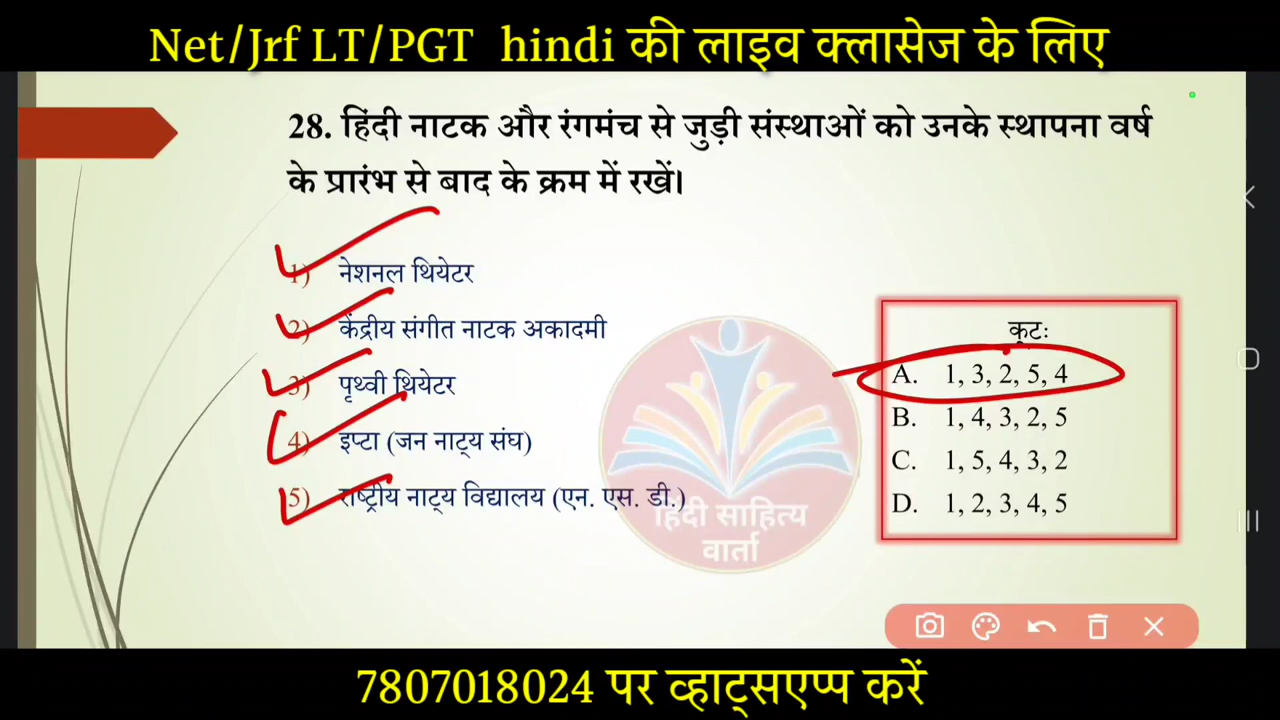 Net/Jrf LT/PGT hindi की लाइव क्लासेज के लिए
28. हिंदी नाटक और रंगमंच से जुड़ी संस्थाओं को उनके स्थापना वर्ष
के प्रारंभ से बाद के क्रम में रखें।
1) नेशनल थियेटर
2) केंद्रीय संगीत नाटक अकादमी
3) पृथ्वी थियेटर
4) इप्टा (जन नाट्य संघ)
5) राष्ट्रीय नाट्य विद्यालय (एन. एस. डी.)
कूटः
A. 1, 3, 2, 5, 4
B. 1, 4, 3, 2, 5
C. 1, 5, 4, 3, 2
D. 1, 2, 3, 4, 5
हिंदी साहित्य
वार्ता
7807018024 पर व्हाट्सएप्प करें